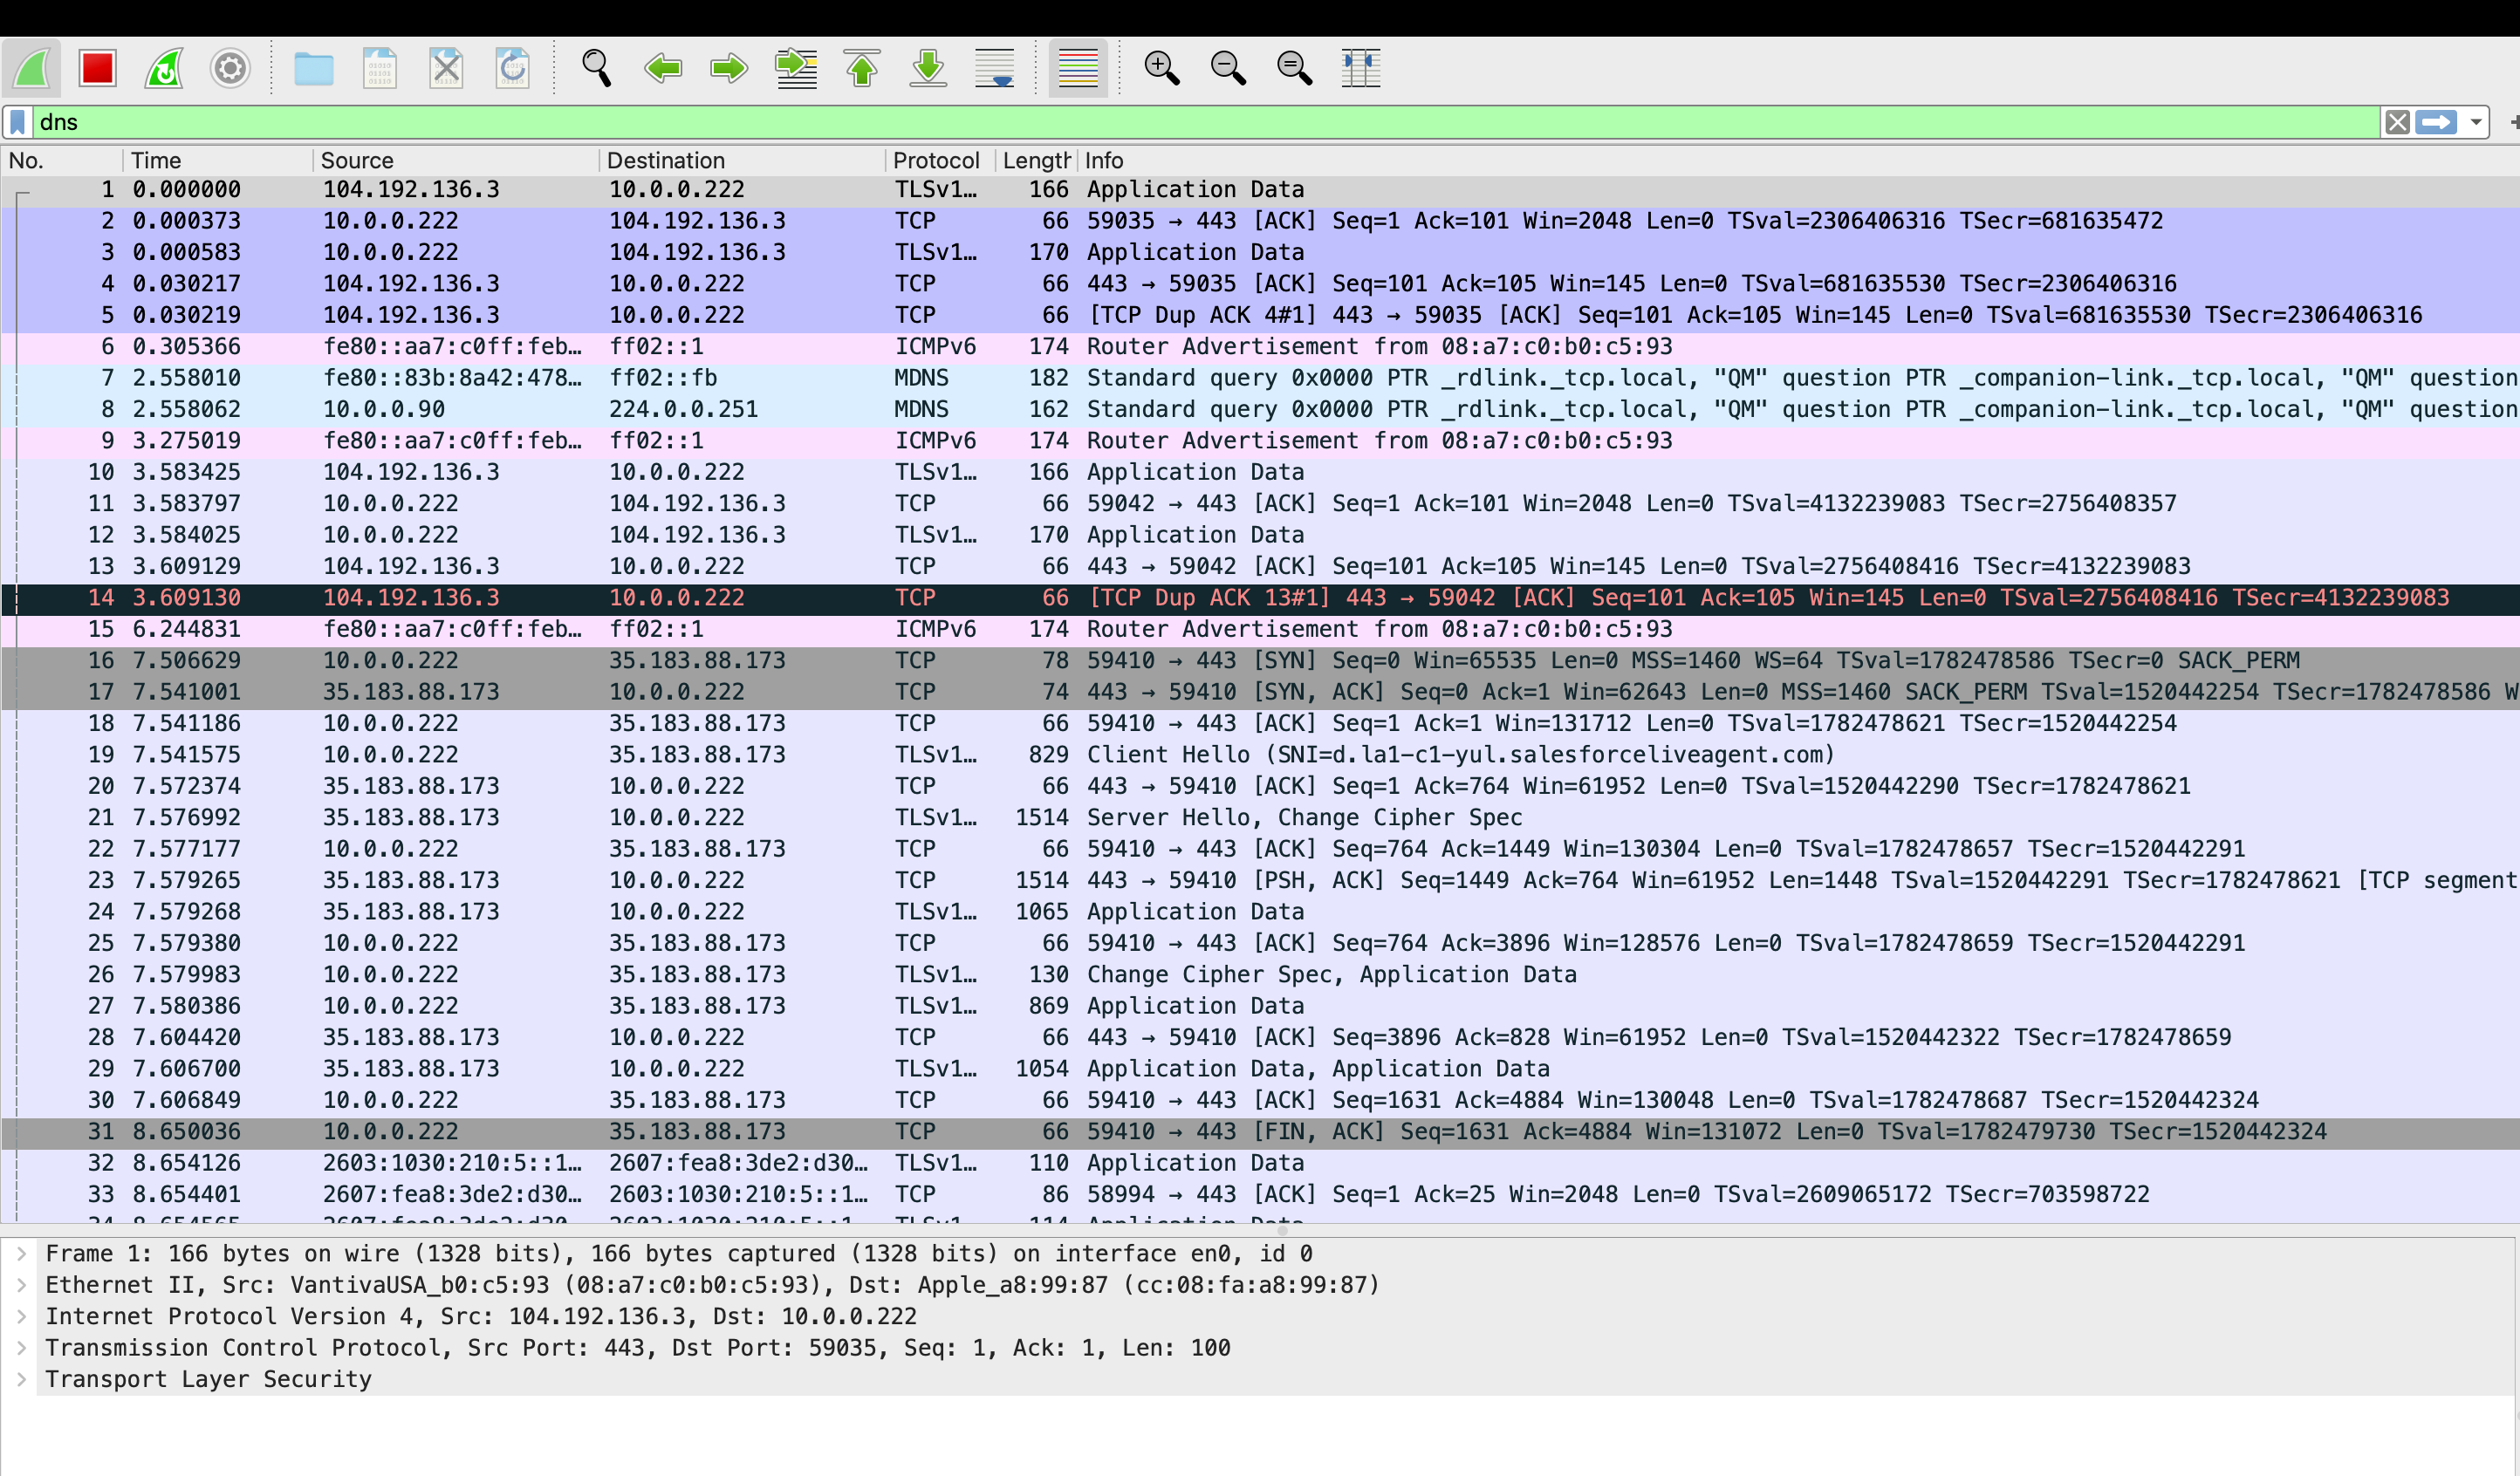 dns
No. Time Source Destination Protocol Length Info
1 0.000000 104.192.136.3 10.0.0.222 TLSv1… 166 Application Data
2 0.000373 10.0.0.222 104.192.136.3 TCP 66 59035 → 443 [ACK] Seq=1 Ack=101 Win=2048 Len=0 TSval=2306406316 TSecr=681635472
3 0.000583 10.0.0.222 104.192.136.3 TLSv1… 170 Application Data
4 0.030217 104.192.136.3 10.0.0.222 TCP 66 443 → 59035 [ACK] Seq=101 Ack=105 Win=145 Len=0 TSval=681635530 TSecr=2306406316
5 0.030219 104.192.136.3 10.0.0.222 TCP 66 [TCP Dup ACK 4#1] 443 → 59035 [ACK] Seq=101 Ack=105 Win=145 Len=0 TSval=681635530 TSecr=2306406316
6 0.305366 fe80::aa7:c0ff:feb… ff02::1 ICMPv6 174 Router Advertisement from 08:a7:c0:b0:c5:93
7 2.558010 fe80::83b:8a42:478… ff02::fb MDNS 182 Standard query 0x0000 PTR _rdlink._tcp.local, "QM" question PTR _companion-link._tcp.local, "QM" question
8 2.558062 10.0.0.90 224.0.0.251 MDNS 162 Standard query 0x0000 PTR _rdlink._tcp.local, "QM" question PTR _companion-link._tcp.local, "QM" question
9 3.275019 fe80::aa7:c0ff:feb… ff02::1 ICMPv6 174 Router Advertisement from 08:a7:c0:b0:c5:93
10 3.583425 104.192.136.3 10.0.0.222 TLSv1… 166 Application Data
11 3.583797 10.0.0.222 104.192.136.3 TCP 66 59042 → 443 [ACK] Seq=1 Ack=101 Win=2048 Len=0 TSval=4132239083 TSecr=2756408357
12 3.584025 10.0.0.222 104.192.136.3 TLSv1… 170 Application Data
13 3.609129 104.192.136.3 10.0.0.222 TCP 66 443 → 59042 [ACK] Seq=101 Ack=105 Win=145 Len=0 TSval=2756408416 TSecr=4132239083
14 3.609130 104.192.136.3 10.0.0.222 TCP 66 [TCP Dup ACK 13#1] 443 → 59042 [ACK] Seq=101 Ack=105 Win=145 Len=0 TSval=2756408416 TSecr=4132239083
15 6.244831 fe80::aa7:c0ff:feb… ff02::1 ICMPv6 174 Router Advertisement from 08:a7:c0:b0:c5:93
16 7.506629 10.0.0.222 35.183.88.173 TCP 78 59410 → 443 [SYN] Seq=0 Win=65535 Len=0 MSS=1460 WS=64 TSval=1782478586 TSecr=0 SACK_PERM
17 7.541001 35.183.88.173 10.0.0.222 TCP 74 443 → 59410 [SYN, ACK] Seq=0 Ack=1 Win=62643 Len=0 MSS=1460 SACK_PERM TSval=1520442254 TSecr=1782478586 W
18 7.541186 10.0.0.222 35.183.88.173 TCP 66 59410 → 443 [ACK] Seq=1 Ack=1 Win=131712 Len=0 TSval=1782478621 TSecr=1520442254
19 7.541575 10.0.0.222 35.183.88.173 TLSv1… 829 Client Hello (SNI=d.la1-c1-yul.salesforceliveagent.com)
20 7.572374 35.183.88.173 10.0.0.222 TCP 66 443 → 59410 [ACK] Seq=1 Ack=764 Win=61952 Len=0 TSval=1520442290 TSecr=1782478621
21 7.576992 35.183.88.173 10.0.0.222 TLSv1… 1514 Server Hello, Change Cipher Spec
22 7.577177 10.0.0.222 35.183.88.173 TCP 66 59410 → 443 [ACK] Seq=764 Ack=1449 Win=130304 Len=0 TSval=1782478657 TSecr=1520442291
23 7.579265 35.183.88.173 10.0.0.222 TCP 1514 443 → 59410 [PSH, ACK] Seq=1449 Ack=764 Win=61952 Len=1448 TSval=1520442291 TSecr=1782478621 [TCP segment
24 7.579268 35.183.88.173 10.0.0.222 TLSv1… 1065 Application Data
25 7.579380 10.0.0.222 35.183.88.173 TCP 66 59410 → 443 [ACK] Seq=764 Ack=3896 Win=128576 Len=0 TSval=1782478659 TSecr=1520442291
26 7.579983 10.0.0.222 35.183.88.173 TLSv1… 130 Change Cipher Spec, Application Data
27 7.580386 10.0.0.222 35.183.88.173 TLSv1… 869 Application Data
28 7.604420 35.183.88.173 10.0.0.222 TCP 66 443 → 59410 [ACK] Seq=3896 Ack=828 Win=61952 Len=0 TSval=1520442322 TSecr=1782478659
29 7.606700 35.183.88.173 10.0.0.222 TLSv1… 1054 Application Data, Application Data
30 7.606849 10.0.0.222 35.183.88.173 TCP 66 59410 → 443 [ACK] Seq=1631 Ack=4884 Win=130048 Len=0 TSval=1782478687 TSecr=1520442324
31 8.650036 10.0.0.222 35.183.88.173 TCP 66 59410 → 443 [FIN, ACK] Seq=1631 Ack=4884 Win=131072 Len=0 TSval=1782479730 TSecr=1520442324
32 8.654126 2603:1030:210:5::1… 2607:fea8:3de2:d30… TLSv1… 110 Application Data
33 8.654401 2607:fea8:3de2:d30… 2603:1030:210:5::1… TCP 86 58994 → 443 [ACK] Seq=1 Ack=25 Win=2048 Len=0 TSval=2609065172 TSecr=703598722
34 8.654565 2607:fea8:3de2:d30… 2603:1030:210:5::1… TLSv1… 114 Application Data
Frame 1: 166 bytes on wire (1328 bits), 166 bytes captured (1328 bits) on interface en0, id 0
Ethernet II, Src: VantivaUSA_b0:c5:93 (08:a7:c0:b0:c5:93), Dst: Apple_a8:99:87 (cc:08:fa:a8:99:87)
Internet Protocol Version 4, Src: 104.192.136.3, Dst: 10.0.0.222
Transmission Control Protocol, Src Port: 443, Dst Port: 59035, Seq: 1, Ack: 1, Len: 100
Transport Layer Security